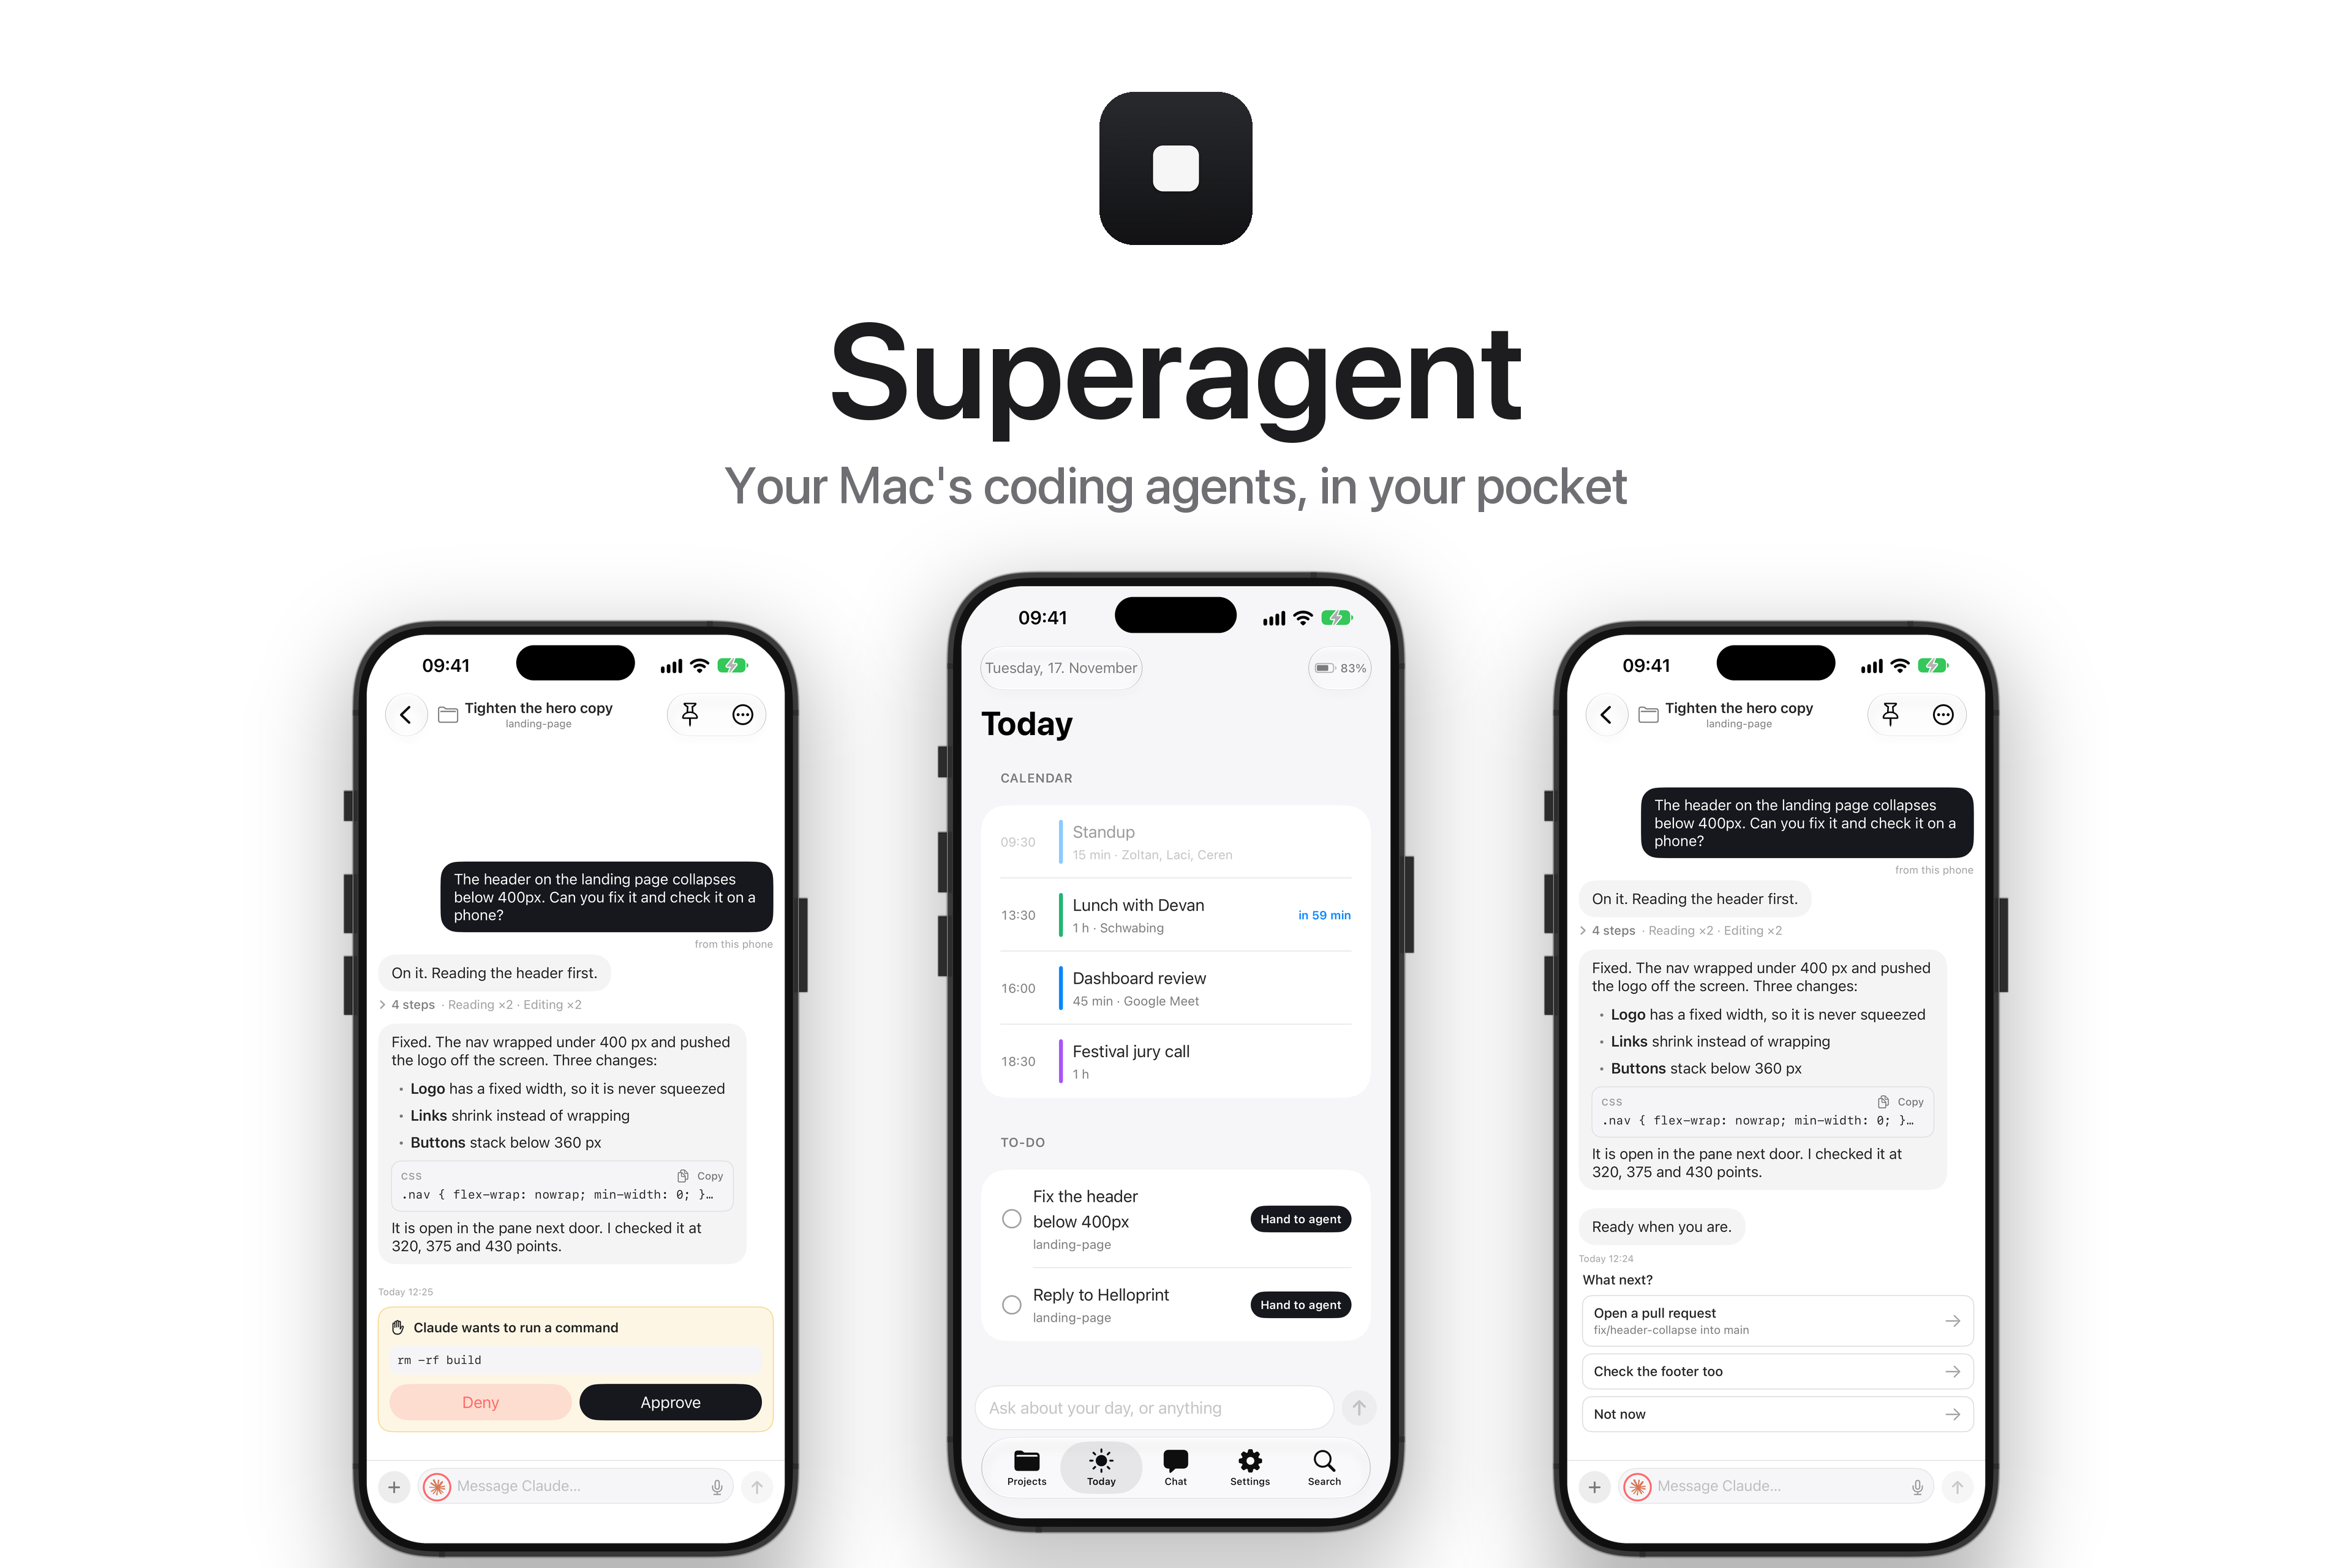 Superagent
Your Mac's coding agents, in your pocket
09:41
Tighten the hero copy
landing-page
The header on the landing page collapses
below 400px. Can you fix it and check it on a
phone?
from this phone
On it. Reading the header first.
4 steps · Reading ×2 · Editing ×2
Fixed. The nav wrapped under 400 px and pushed
the logo off the screen. Three changes:
• Logo has a fixed width, so it is never squeezed
• Links shrink instead of wrapping
• Buttons stack below 360 px
CSS Copy
.nav { flex-wrap: nowrap; min-width: 0; }…
It is open in the pane next door. I checked it at
320, 375 and 430 points.
Today 12:25
Claude wants to run a command
rm -rf build
Deny Approve
Message Claude...
09:41
Tuesday, 17. November 83%
Today
CALENDAR
09:30 Standup
15 min · Zoltan, Laci, Ceren
13:30 Lunch with Devan in 59 min
1 h · Schwabing
16:00 Dashboard review
45 min · Google Meet
18:30 Festival jury call
1 h
TO-DO
Fix the header
below 400px
landing-page
Hand to agent
Reply to Helloprint
landing-page
Hand to agent
Ask about your day, or anything
Projects Today Chat Settings Search
09:41
Tighten the hero copy
landing-page
The header on the landing page collapses
below 400px. Can you fix it and check it on a
phone?
from this phone
On it. Reading the header first.
4 steps · Reading ×2 · Editing ×2
Fixed. The nav wrapped under 400 px and pushed
the logo off the screen. Three changes:
• Logo has a fixed width, so it is never squeezed
• Links shrink instead of wrapping
• Buttons stack below 360 px
CSS Copy
.nav { flex-wrap: nowrap; min-width: 0; }…
It is open in the pane next door. I checked it at
320, 375 and 430 points.
Ready when you are.
Today 12:24
What next?
Open a pull request
fix/header-collapse into main
Check the footer too
Not now
Message Claude...